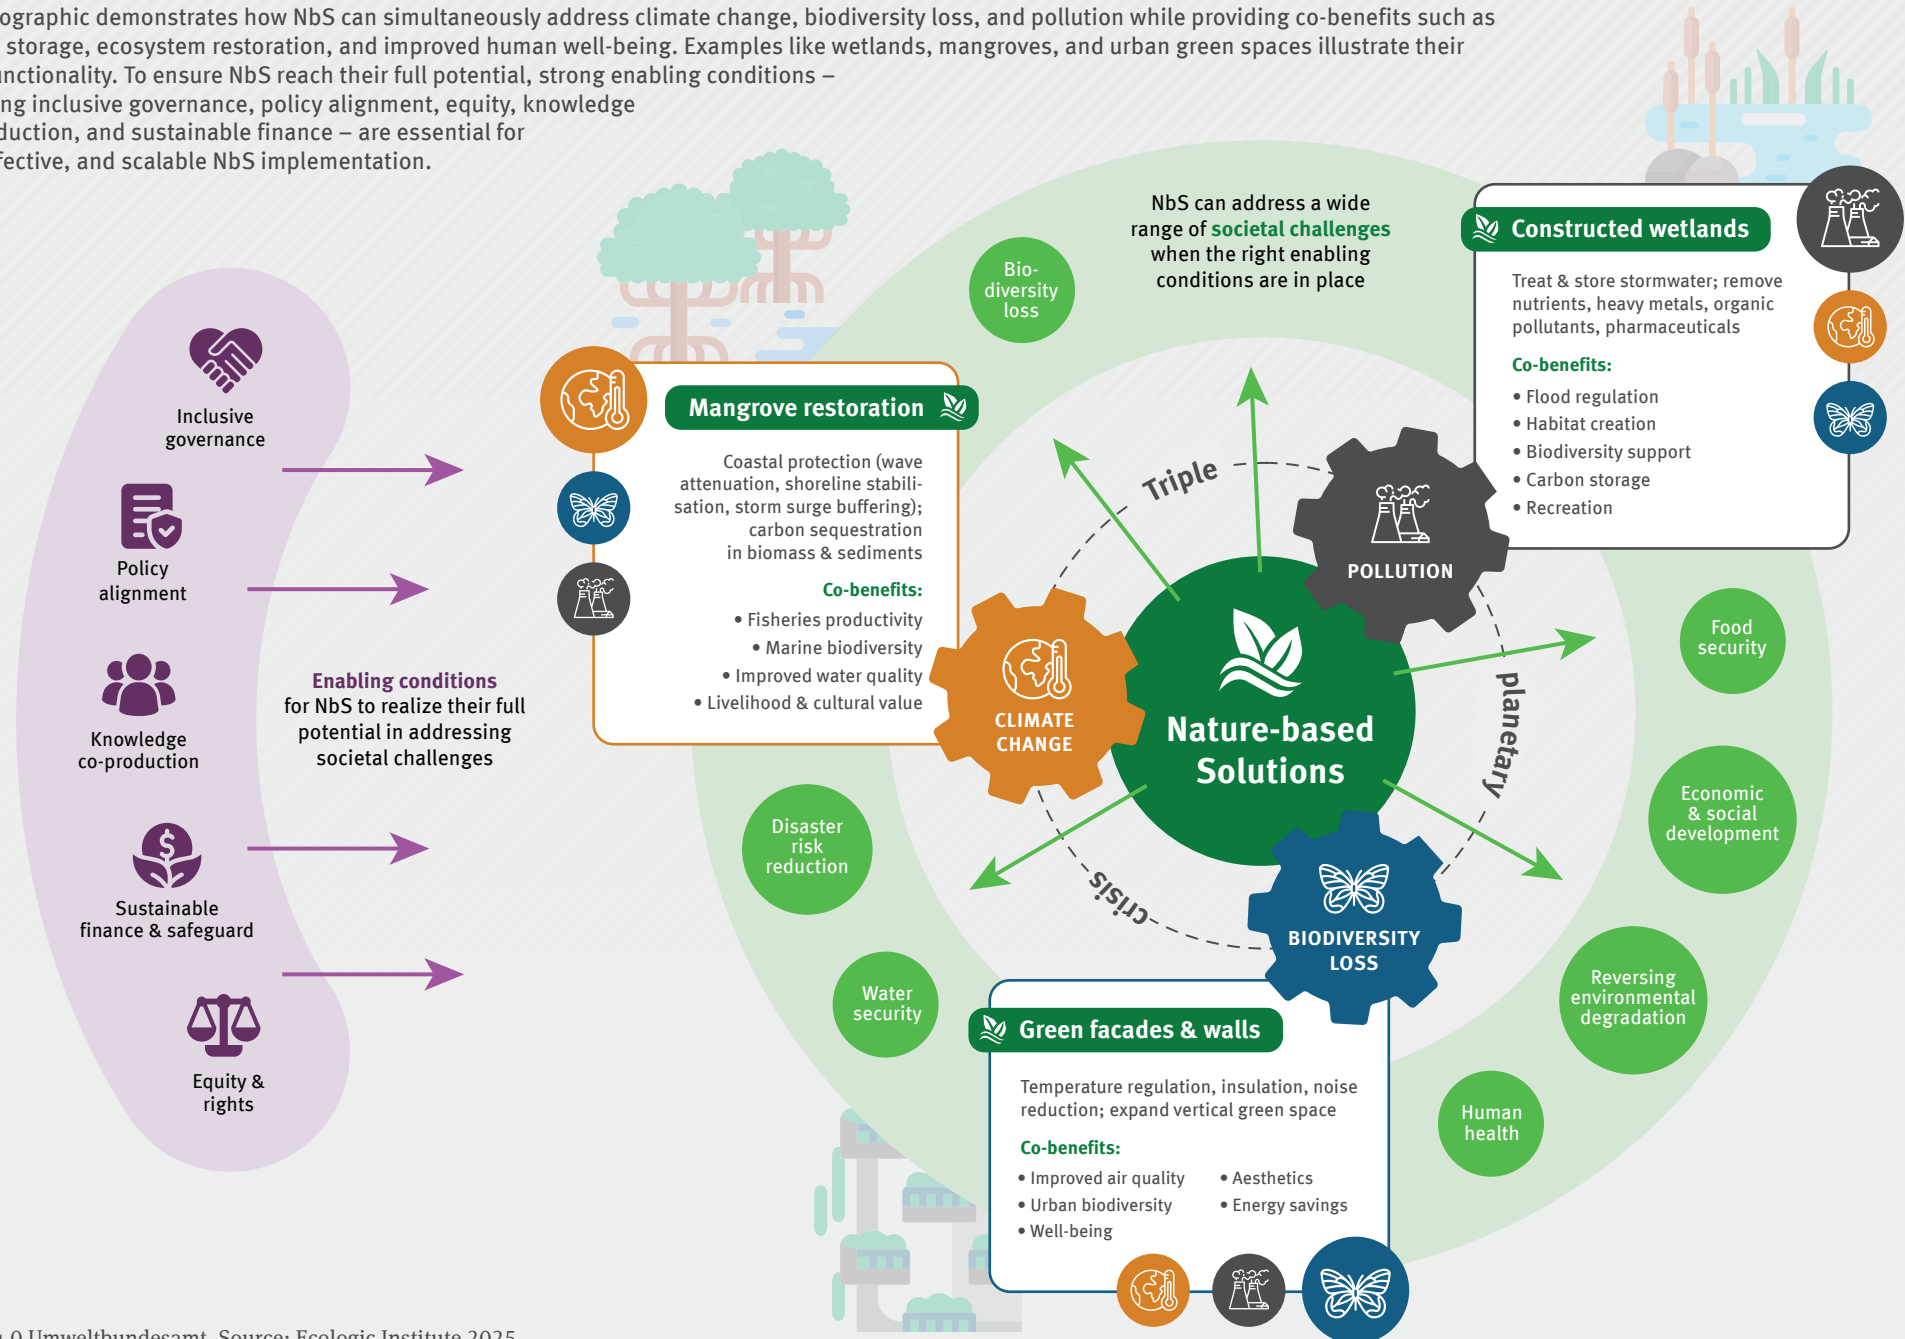 ographic demonstrates how NbS can simultaneously address climate change, biodiversity loss, and pollution while providing co-benefits such as
storage, ecosystem restoration, and improved human well-being. Examples like wetlands, mangroves, and urban green spaces illustrate their
unctionality. To ensure NbS reach their full potential, strong enabling conditions –
ng inclusive governance, policy alignment, equity, knowledge
duction, and sustainable finance – are essential for
fective, and scalable NbS implementation.
Inclusive
governance
Policy
alignment
Knowledge
co-production
Sustainable
finance & safeguard
Equity &
rights
Enabling conditions
for NbS to realize their full
potential in addressing
societal challenges
NbS can address a wide
range of societal challenges
when the right enabling
conditions are in place
Bio-
diversity
loss
Mangrove restoration
Coastal protection (wave
attenuation, shoreline stabili-
sation, storm surge buffering);
carbon sequestration
in biomass & sediments
Co-benefits:
• Fisheries productivity
• Marine biodiversity
• Improved water quality
• Livelihood & cultural value
Constructed wetlands
Treat & store stormwater; remove
nutrients, heavy metals, organic
pollutants, pharmaceuticals
Co-benefits:
• Flood regulation
• Habitat creation
• Biodiversity support
• Carbon storage
• Recreation
Triple
planetary
crisis
POLLUTION
CLIMATE
CHANGE
Nature-based
Solutions
BIODIVERSITY
LOSS
Food
security
Economic
& social
development
Reversing
environmental
degradation
Human
health
Disaster
risk
reduction
Water
security
Green facades & walls
Temperature regulation, insulation, noise
reduction; expand vertical green space
Co-benefits:
• Improved air quality
• Urban biodiversity
• Well-being
• Aesthetics
• Energy savings
Umweltbundesamt, Source: Ecologic Institute 2025